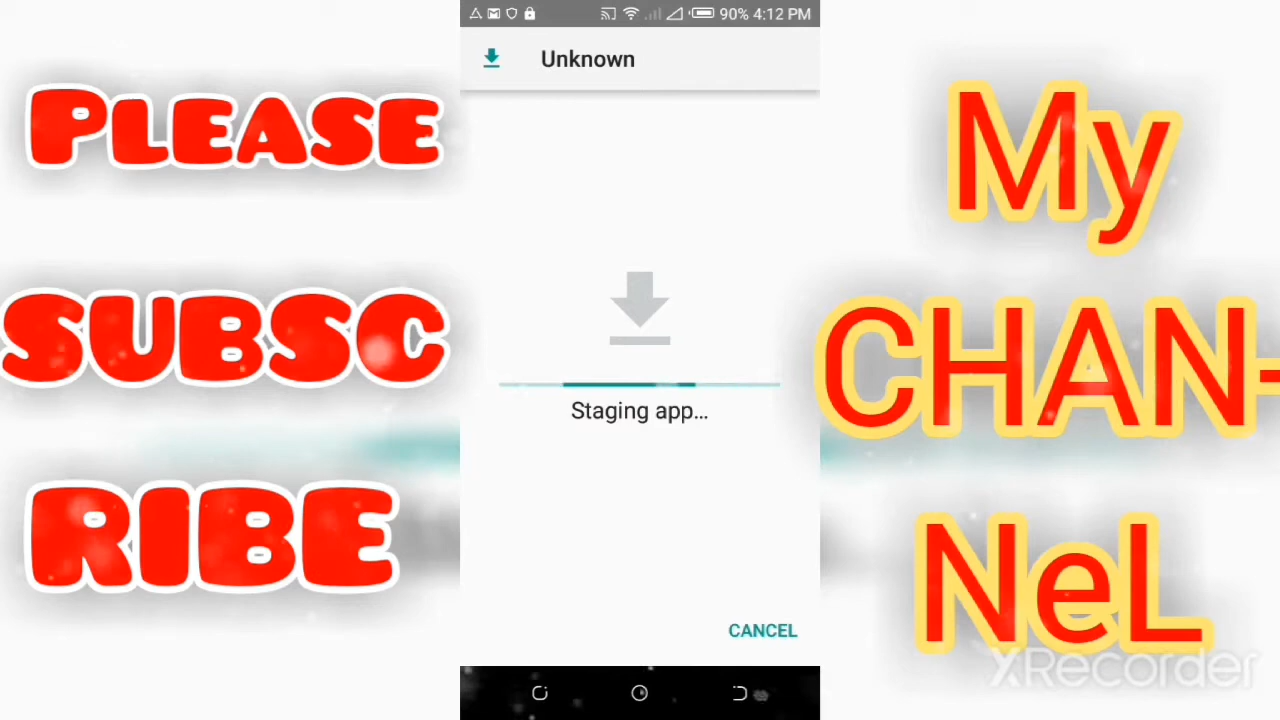 PLEASE
SUBSC
RIBE
90% 4:12 PM
Unknown
Staging app...
CANCEL
My
CHAN-
NeL
XRecorder